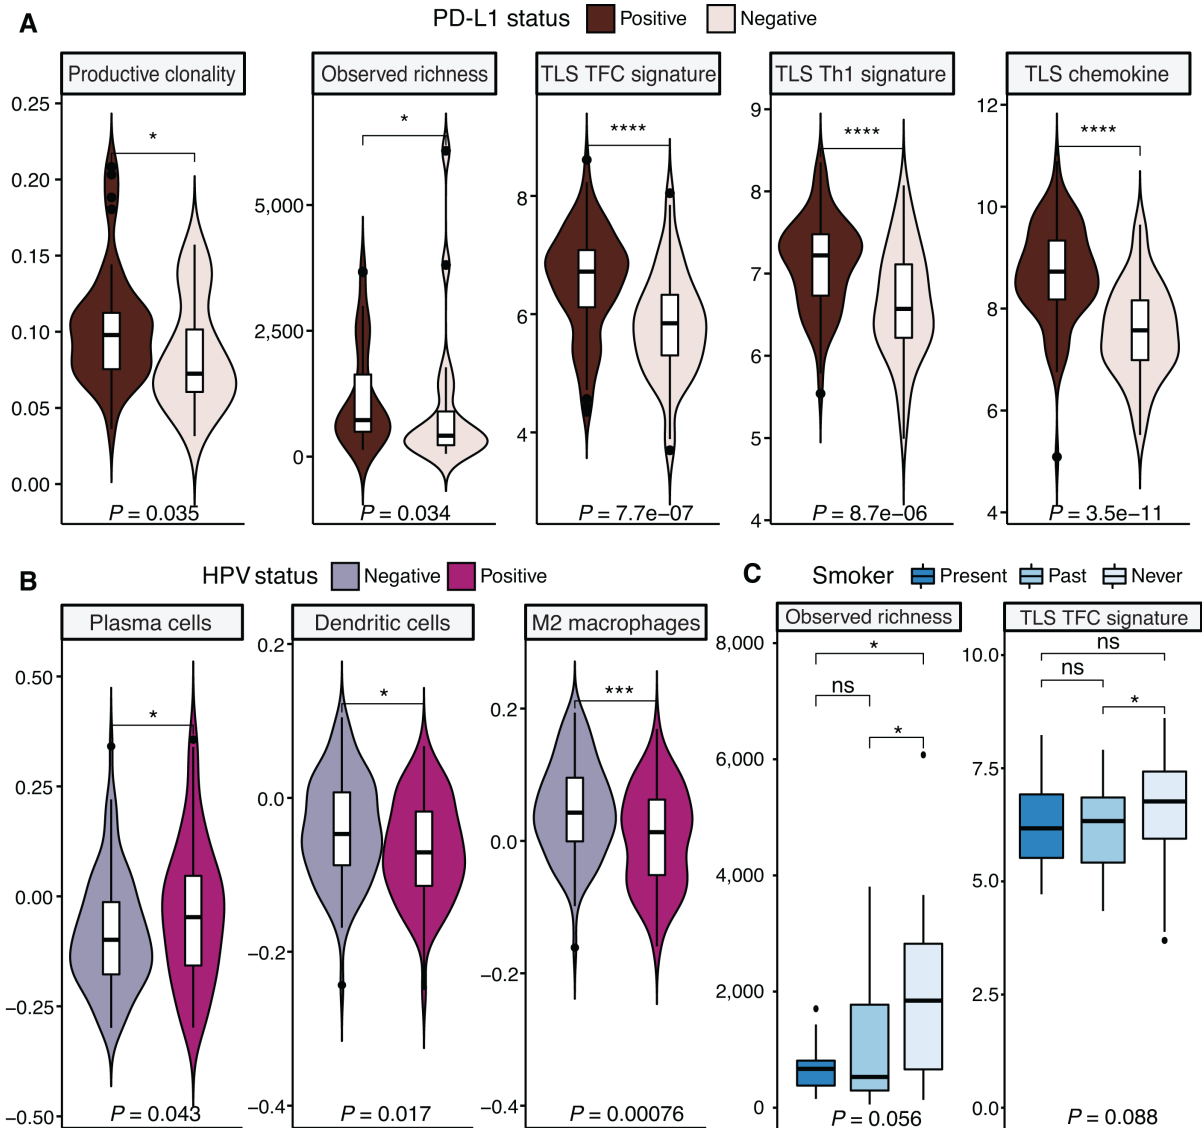 A
PD-L1 status Positive Negative
Productive clonality Observed richness TLS TFC signature TLS Th1 signature TLS chemokine
0.25
0.20
0.15
0.10
0.05
0.00
*
P = 0.035
5,000
2,500
0
*
P = 0.034
8
6
4
****
P = 7.7e−07
9
8
7
6
5
4
****
P = 8.7e−06
12
10
8
6
4
****
P = 3.5e−11
B
HPV status Negative Positive
Plasma cells Dendritic cells M2 macrophages
0.50
0.25
0.00
−0.25
−0.50
*
P = 0.043
0.2
0.0
−0.2
−0.4
*
P = 0.017
0.2
0.0
−0.2
−0.4
***
P = 0.00076
C
Smoker Present Past Never
Observed richness TLS TFC signature
8,000
6,000
4,000
2,000
0
*
ns
*
P = 0.056
10.0
7.5
5.0
2.5
0.0
ns
ns
*
P = 0.088